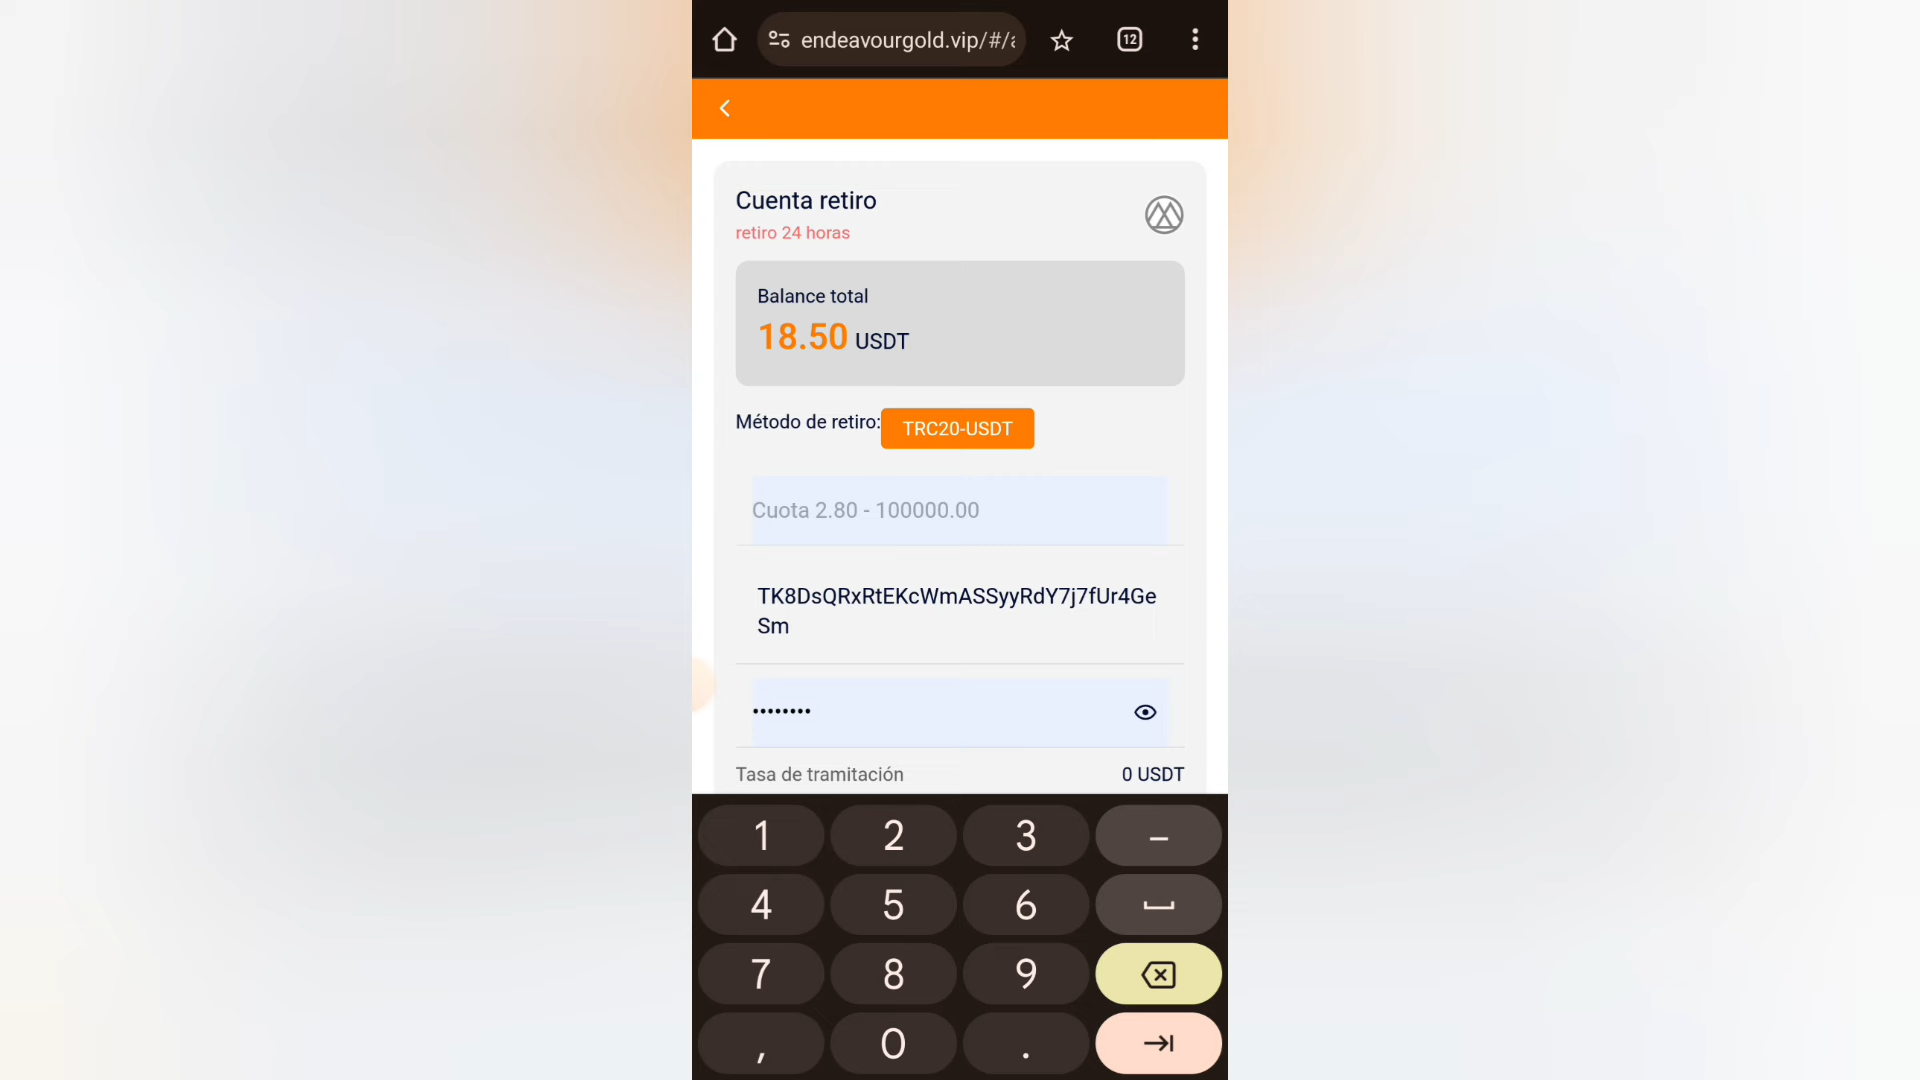 endeavourgold.vip/#/a
12
Cuenta retiro
retiro 24 horas
Balance total
18.50 USDT
Método de retiro: TRC20-USDT
Cuota 2.80 - 100000.00
TK8DsQRxRtEKcWmASSyyRdY7j7fUr4Ge
Sm
••••••••
Tasa de tramitación 0 USDT
1 2 3 –
4 5 6
7 8 9
, 0 .